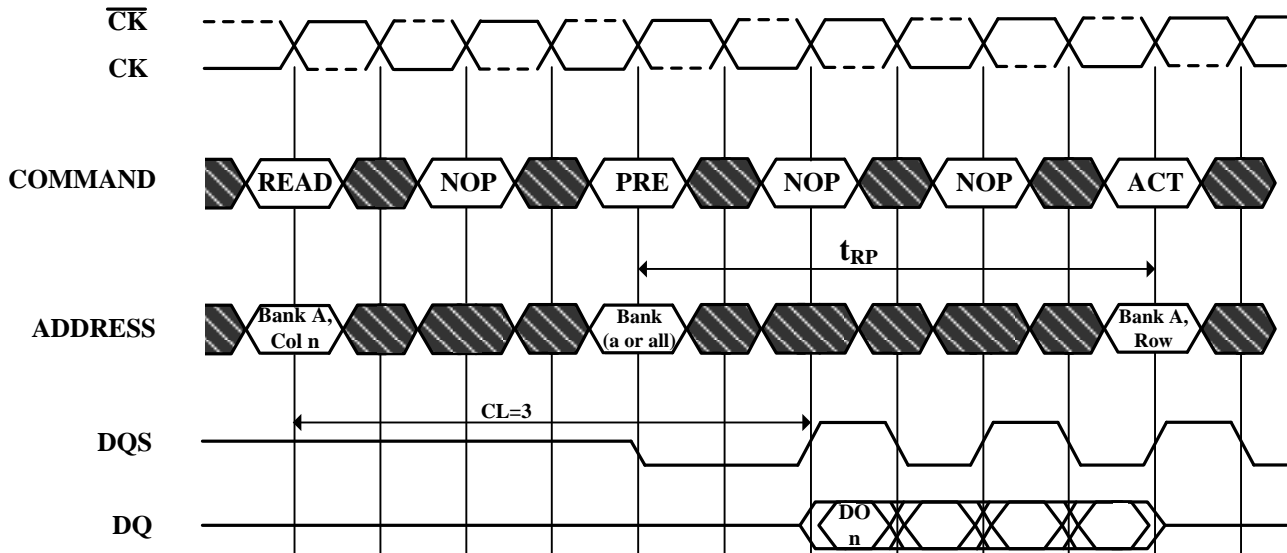 CK
CK
COMMAND
READ NOP PRE NOP NOP ACT
tRP
ADDRESS
Bank A,
Col n
Bank
(a or all)
Bank A,
Row
CL=3
DQS
DQ
DO
n